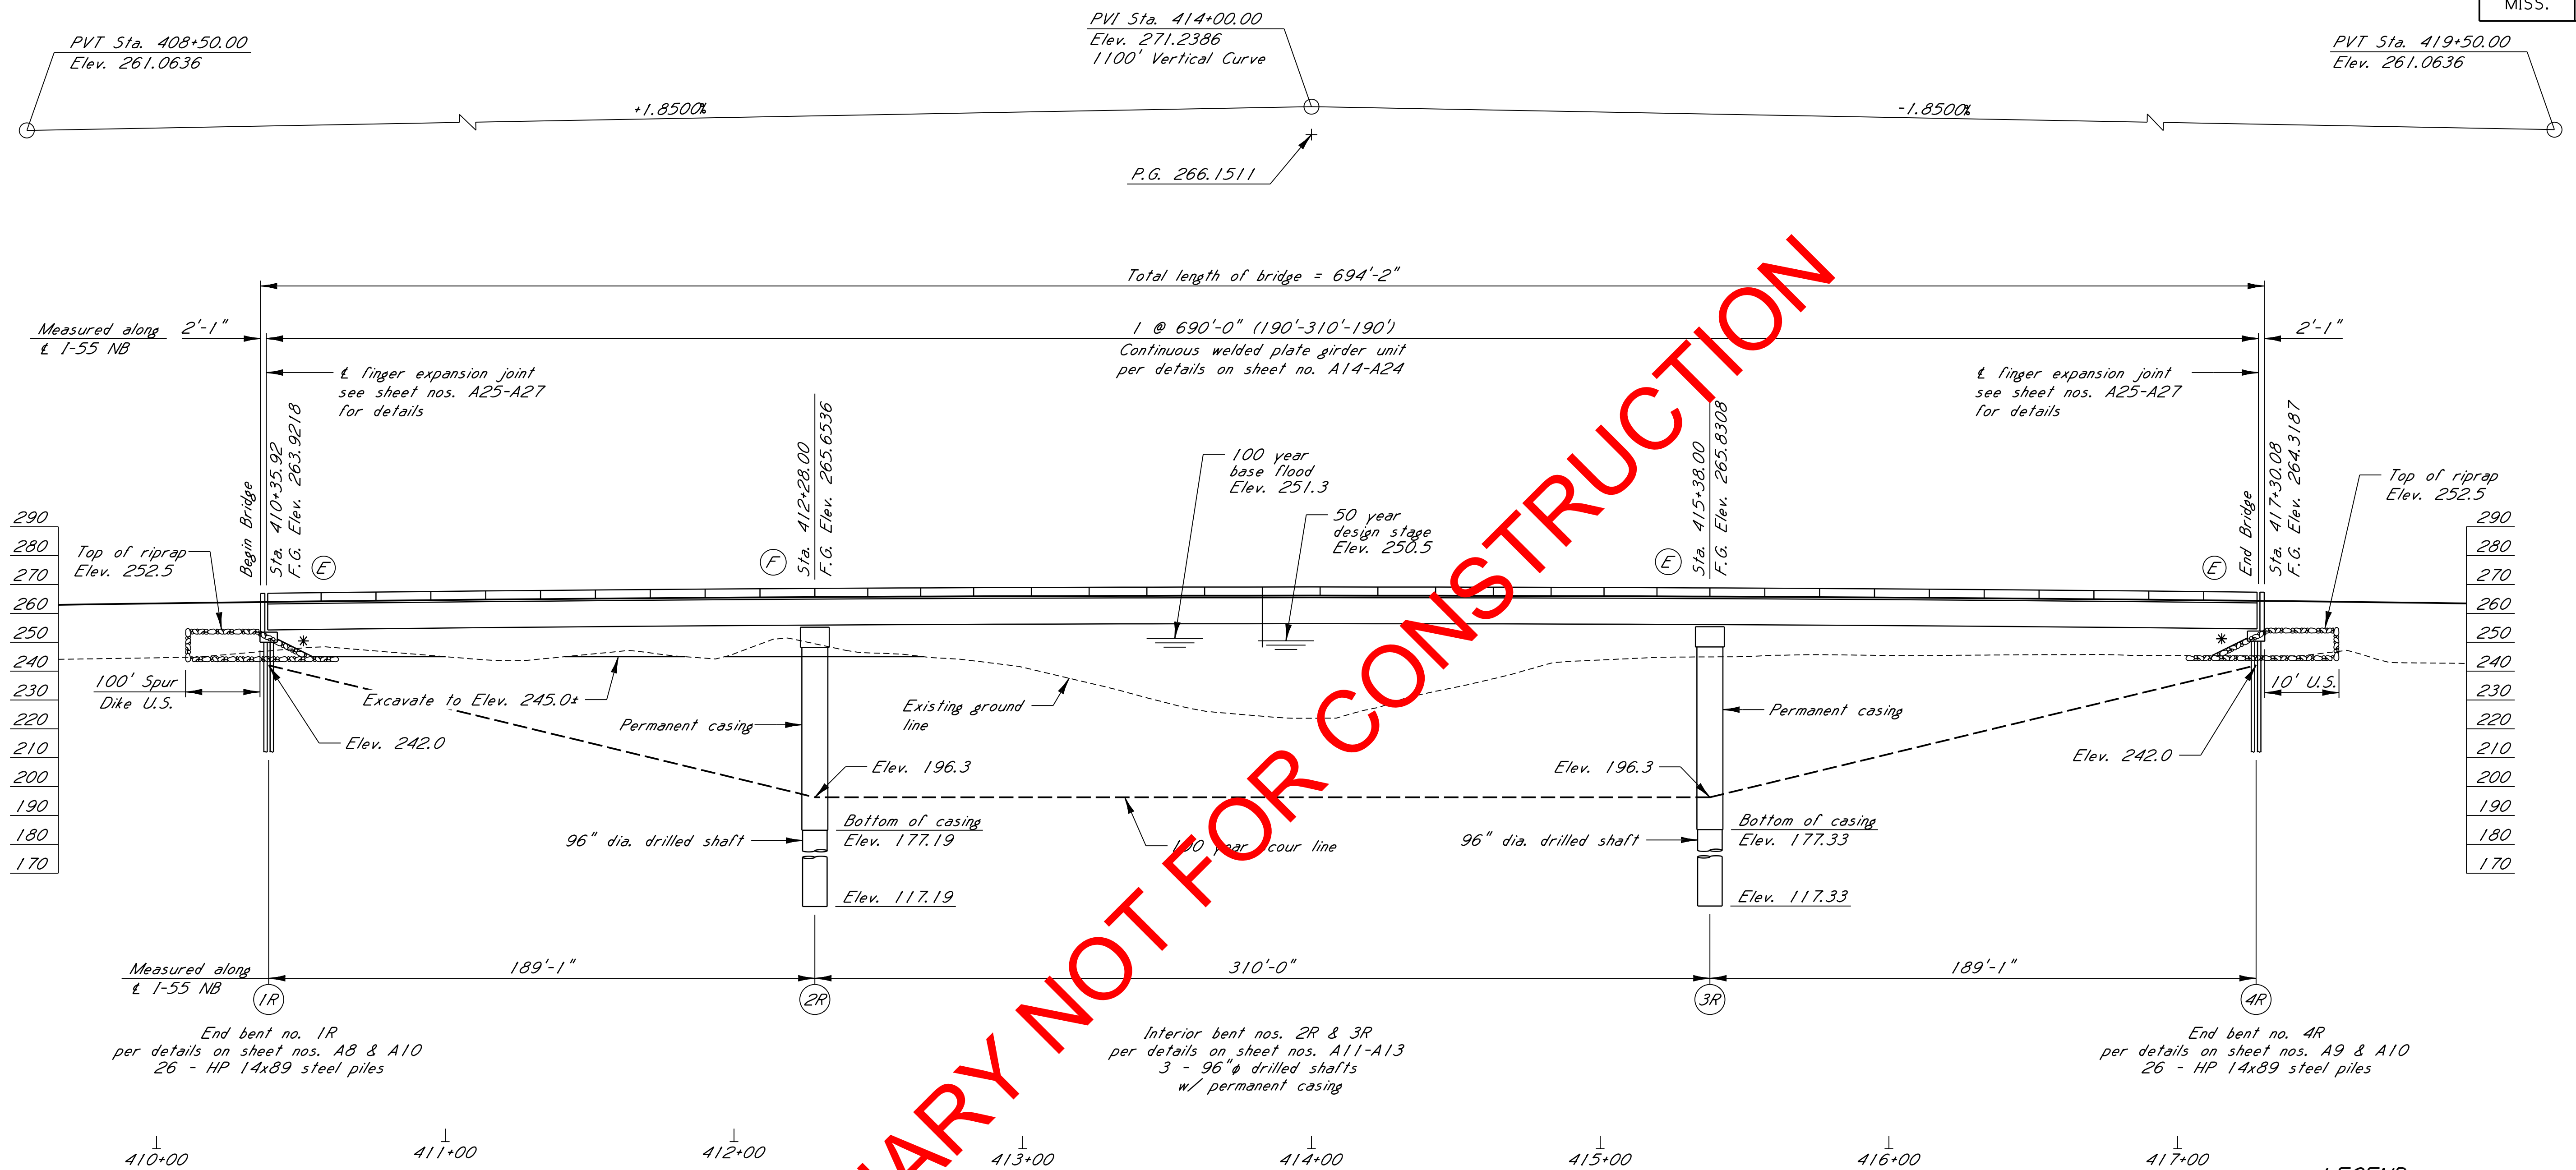 MISS.
PVT Sta. 408+50.00
Elev. 261.0636
PVI Sta. 414+00.00
Elev. 271.2386
1100' Vertical Curve
PVT Sta. 419+50.00
Elev. 261.0636
+1.8500%
-1.8500%
P.G. 266.1511
Total length of bridge = 694'-2"
Measured along
℄ I-55 NB
2'-1"
1 @ 690'-0" (190'-310'-190')
Continuous welded plate girder unit
per details on sheet no. A14-A24
2'-1"
℄ finger expansion joint
see sheet nos. A25-A27
for details
℄ finger expansion joint
see sheet nos. A25-A27
for details
Begin Bridge
Sta. 410+35.92
F.G. Elev. 263.9218
E
F
Sta. 412+28.00
F.G. Elev. 265.6536
100 year
base flood
Elev. 251.3
50 year
design stage
Elev. 250.5
E
Sta. 415+38.00
F.G. Elev. 265.8308
E
End Bridge
Sta. 417+30.08
F.G. Elev. 264.3187
Top of riprap
Elev. 252.5
Top of riprap
Elev. 252.5
290
280
270
260
250
240
230
220
210
200
190
180
170
290
280
270
260
250
240
230
220
210
200
190
180
170
*
*
100' Spur
Dike U.S.
10' U.S.
Excavate to Elev. 245.0±
Elev. 242.0
Permanent casing
Existing ground
line
Permanent casing
Elev. 242.0
Elev. 196.3
Elev. 196.3
96" dia. drilled shaft
Bottom of casing
Elev. 177.19
100 year scour line
96" dia. drilled shaft
Bottom of casing
Elev. 177.33
Elev. 117.19
Elev. 117.33
Measured along
℄ I-55 NB
189'-1"
310'-0"
189'-1"
1R
2R
3R
4R
End bent no. 1R
per details on sheet nos. A8 & A10
26 - HP 14x89 steel piles
Interior bent nos. 2R & 3R
per details on sheet nos. A11-A13
3 - 96"φ drilled shafts
w/ permanent casing
End bent no. 4R
per details on sheet nos. A9 & A10
26 - HP 14x89 steel piles
410+00
411+00
412+00
413+00
414+00
415+00
416+00
417+00
NOT FOR CONSTRUCTION